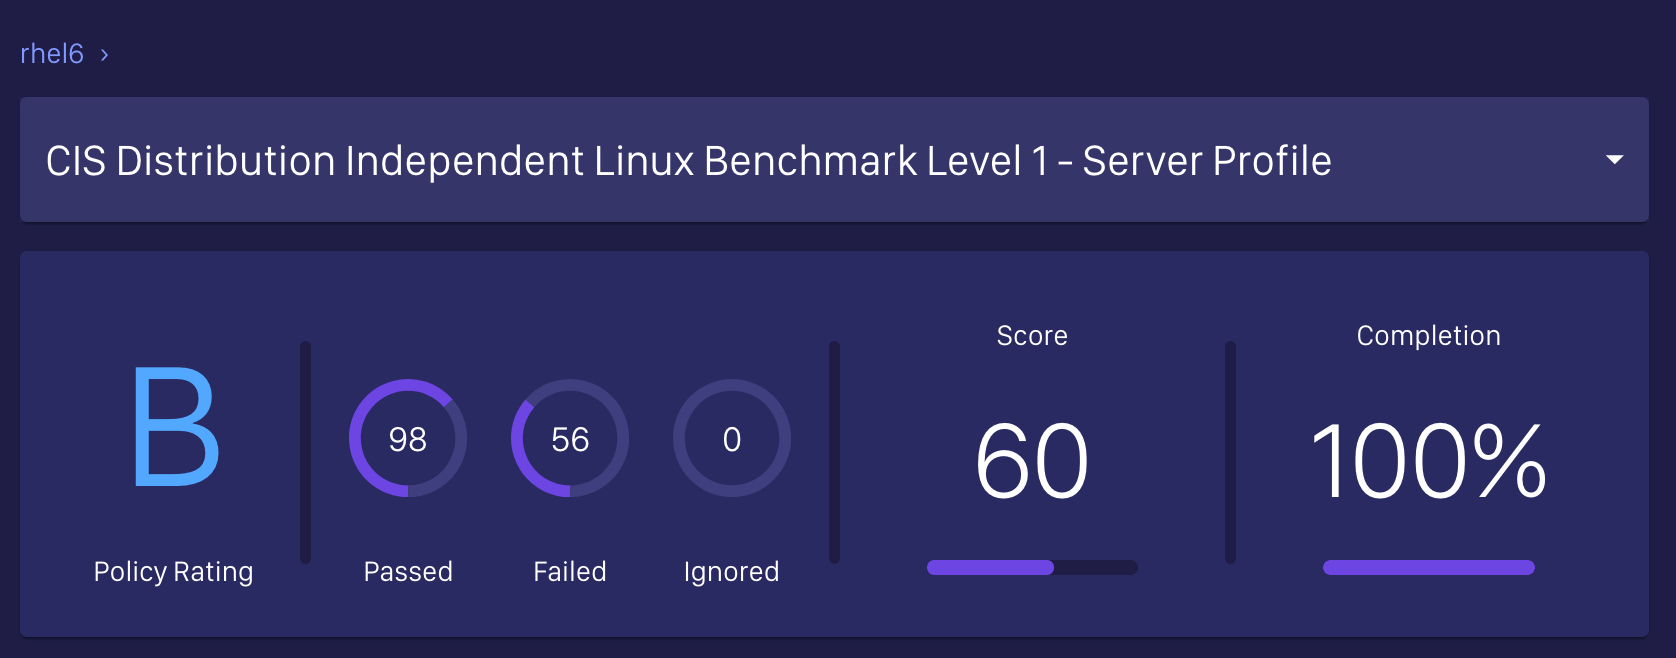 rhel6 ›
CIS Distribution Independent Linux Benchmark Level 1 - Server Profile
B
Policy Rating
98
Passed
56
Failed
0
Ignored
Score
60
Completion
100%